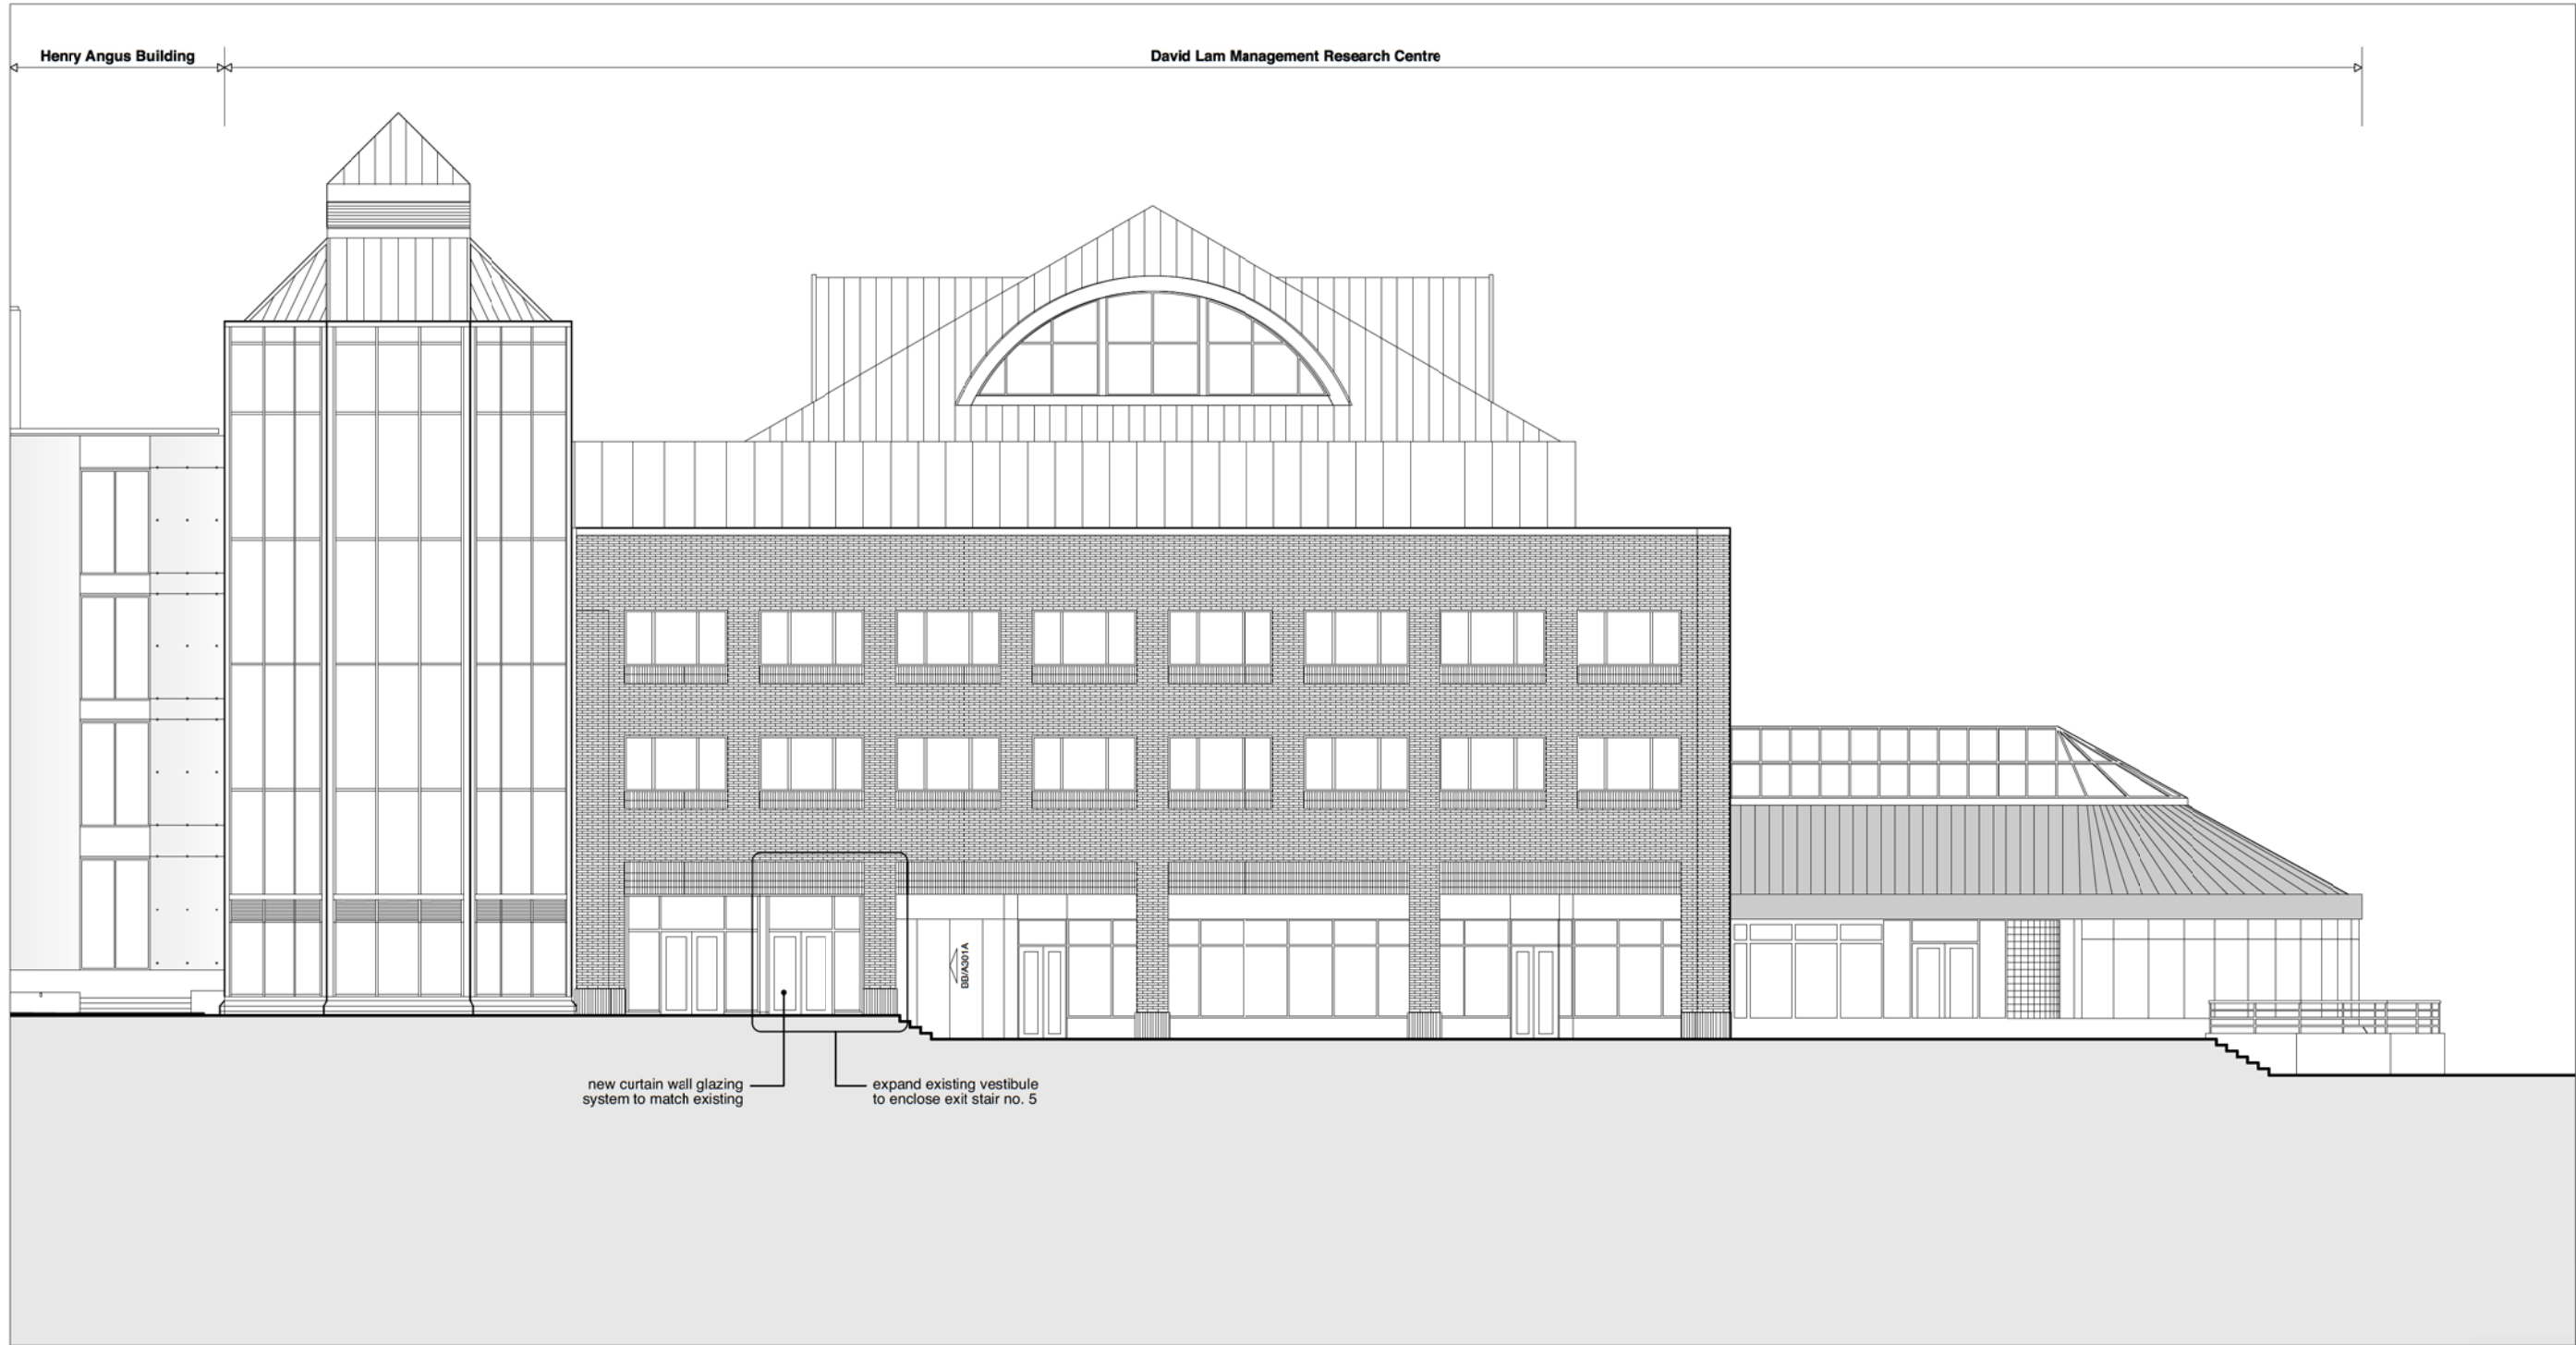 Henry Angus Building
David Lam Management Research Centre
BB/A301A
new curtain wall glazing
system to match existing
expand existing vestibule
to enclose exit stair no. 5